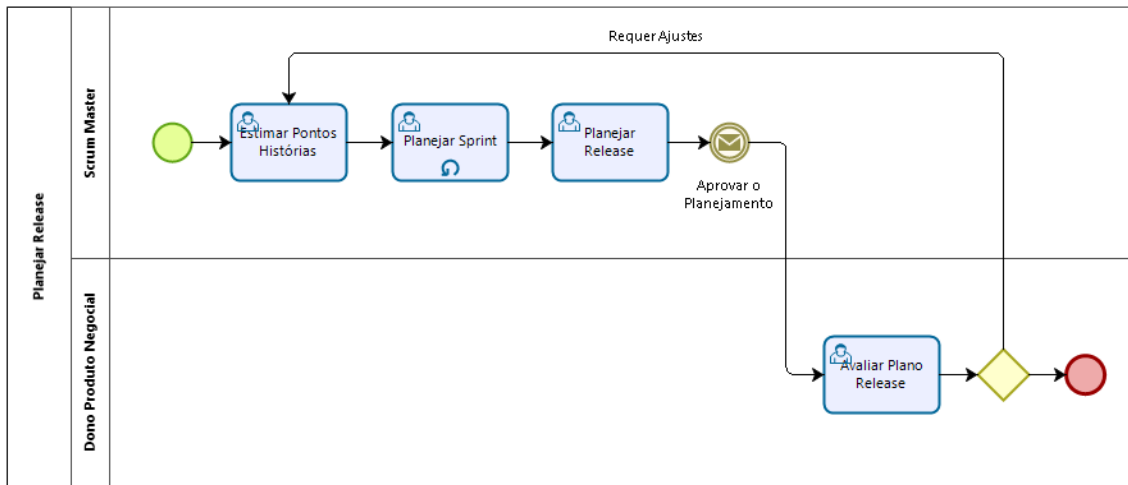 Planejar Release
Scrum Master
Requer Ajustes
Estimar Pontos
Histórias
Planejar Sprint
Planejar
Release
Aprovar o
Planejamento
Dono Produto Negocial
Avaliar Plano
Release